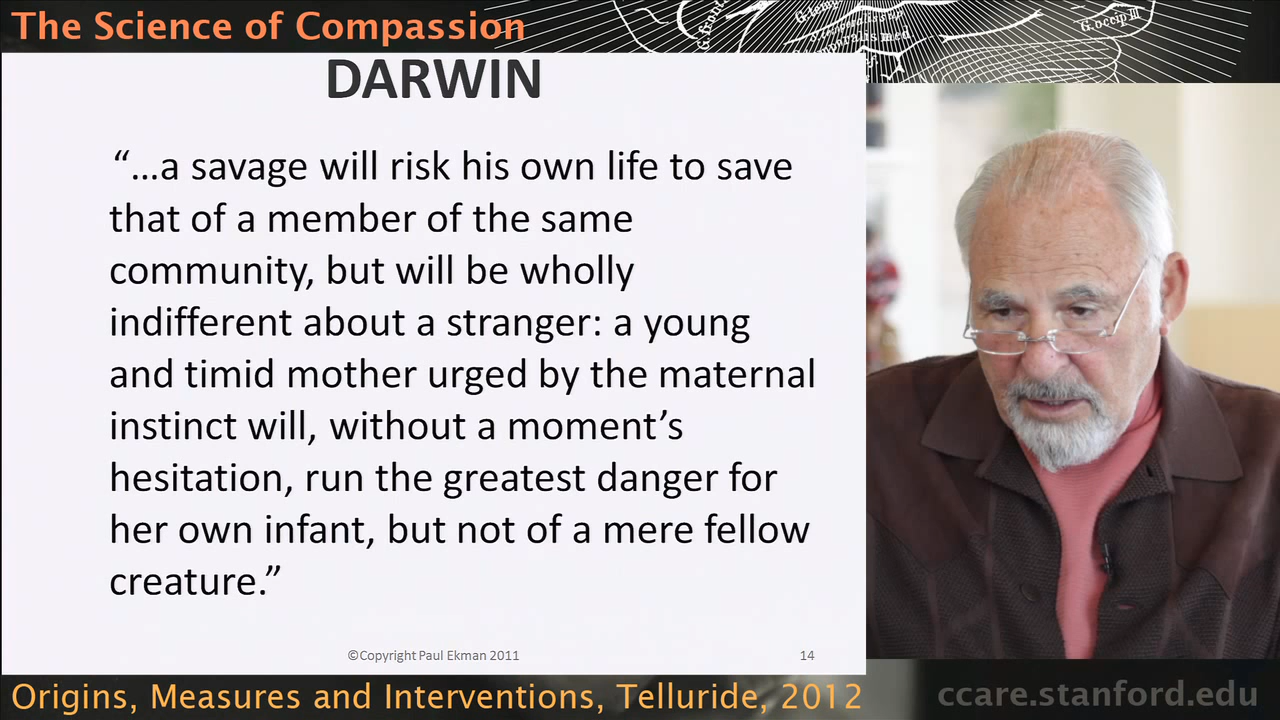 The Science of Compassion
G.occip III
DARWIN
“...a savage will risk his own life to save
that of a member of the same
community, but will be wholly
indifferent about a stranger: a young
and timid mother urged by the maternal
instinct will, without a moment’s
hesitation, run the greatest danger for
her own infant, but not of a mere fellow
creature.”
©Copyright Paul Ekman 2011
14
Origins, Measures and Interventions, Telluride, 2012
ccare.stanford.edu